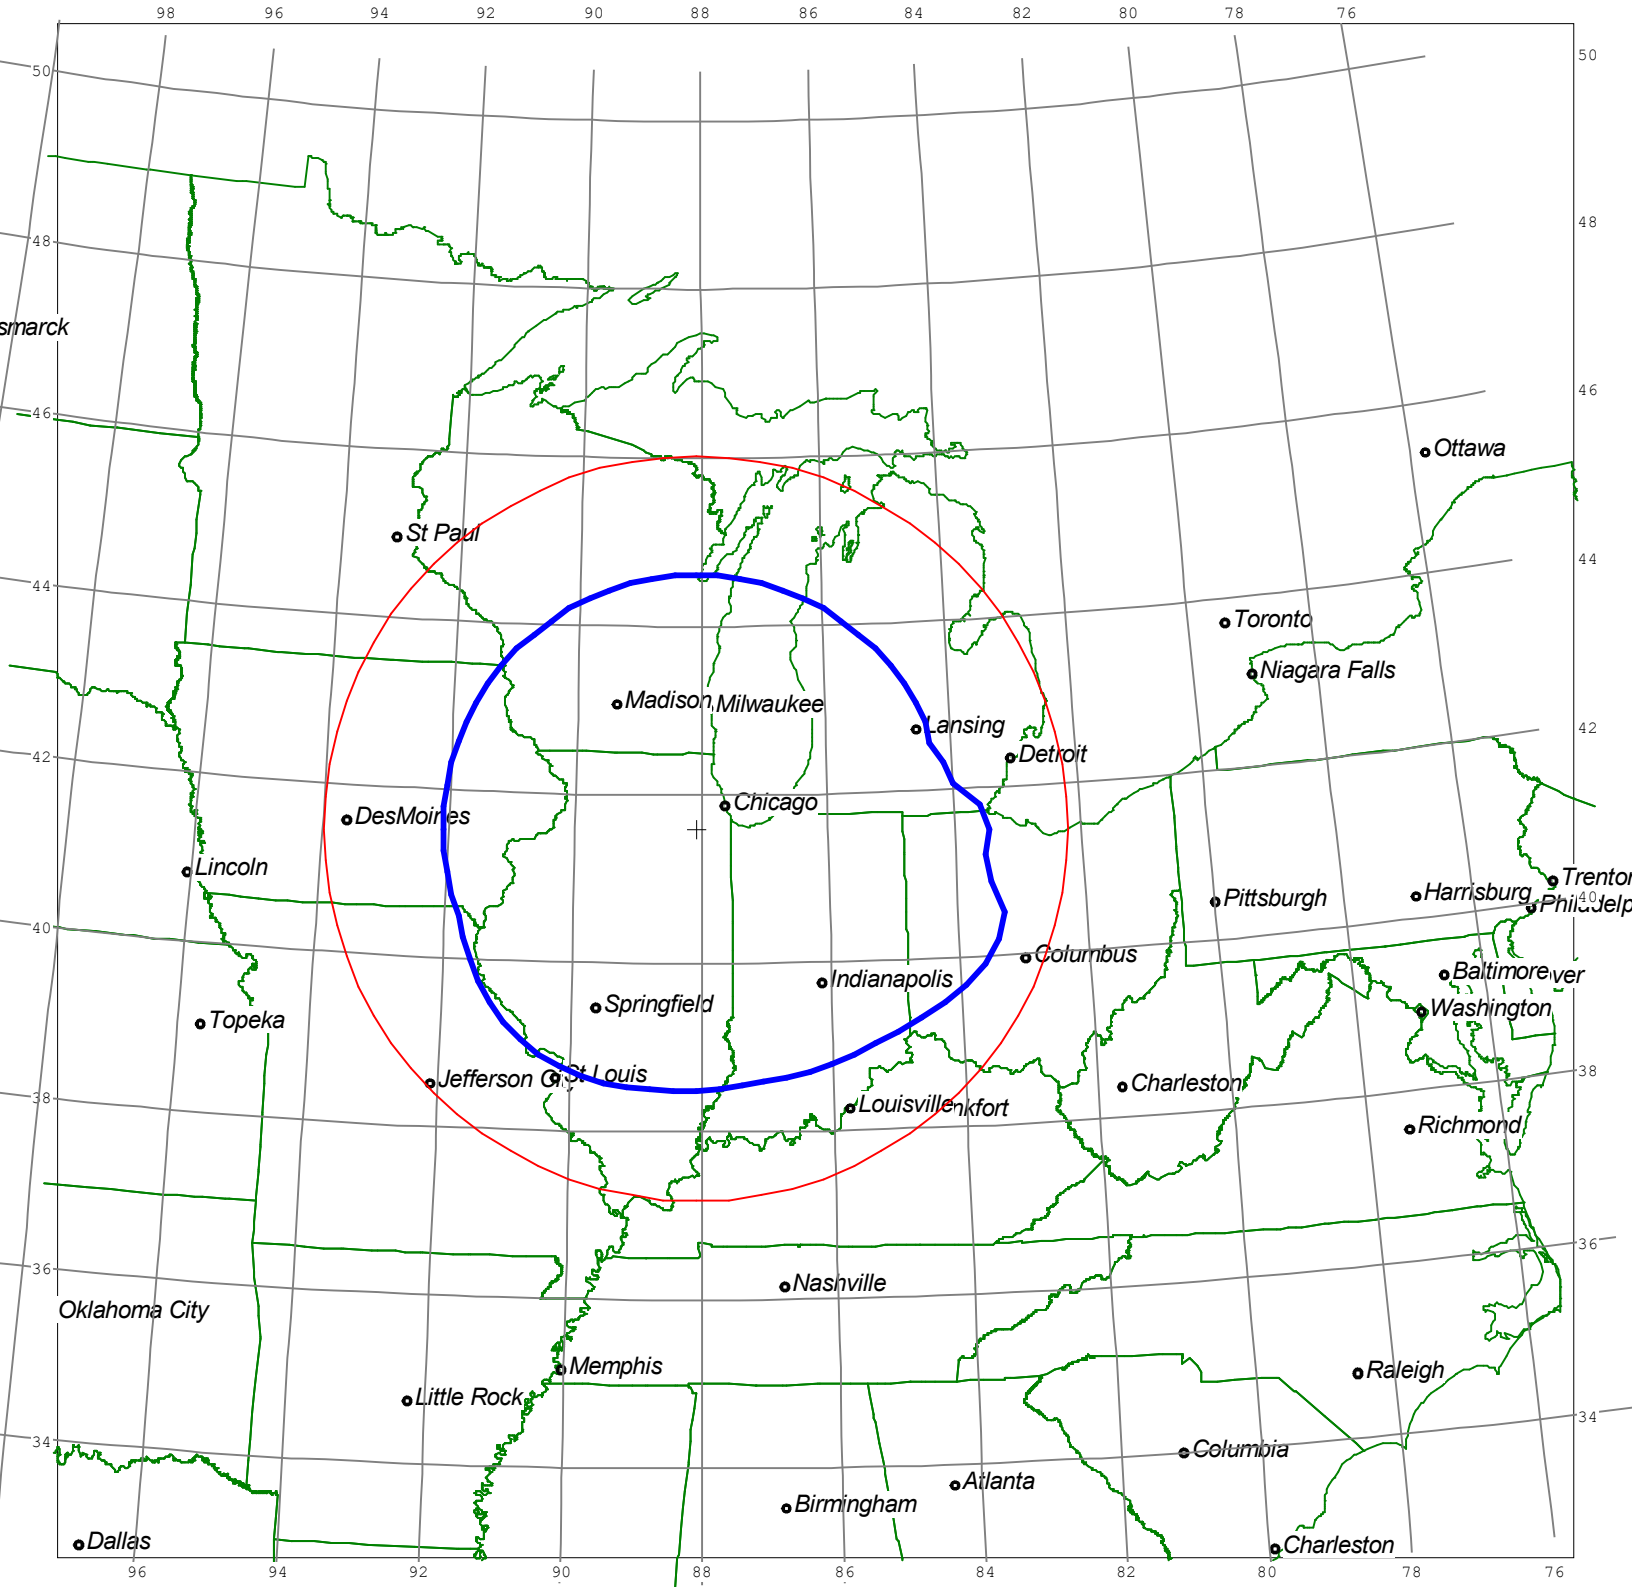 98 96 94 92 90 88 86 84 82 80 78 76
50 50
48 48
smarck
46 46
Ottawa
St Paul
44 44
Toronto
Niagara Falls
Madison Milwaukee
Lansing
42 42
Detroit
Chicago
DesMoines
Lincoln
Trenton
Pittsburgh Harrisburg
40 40
Philadelp
Columbus
Indianapolis Baltimore ver
Springfield Washington
Topeka
38 38
Jefferson City St Louis
Charleston
Louisville nkfort
Richmond
36 36
Nashville
Oklahoma City
Memphis Raleigh
Little Rock
34 34
Columbia
Atlanta
Birmingham
Dallas Charleston
96 94 92 90 88 86 84 82 80 78 76